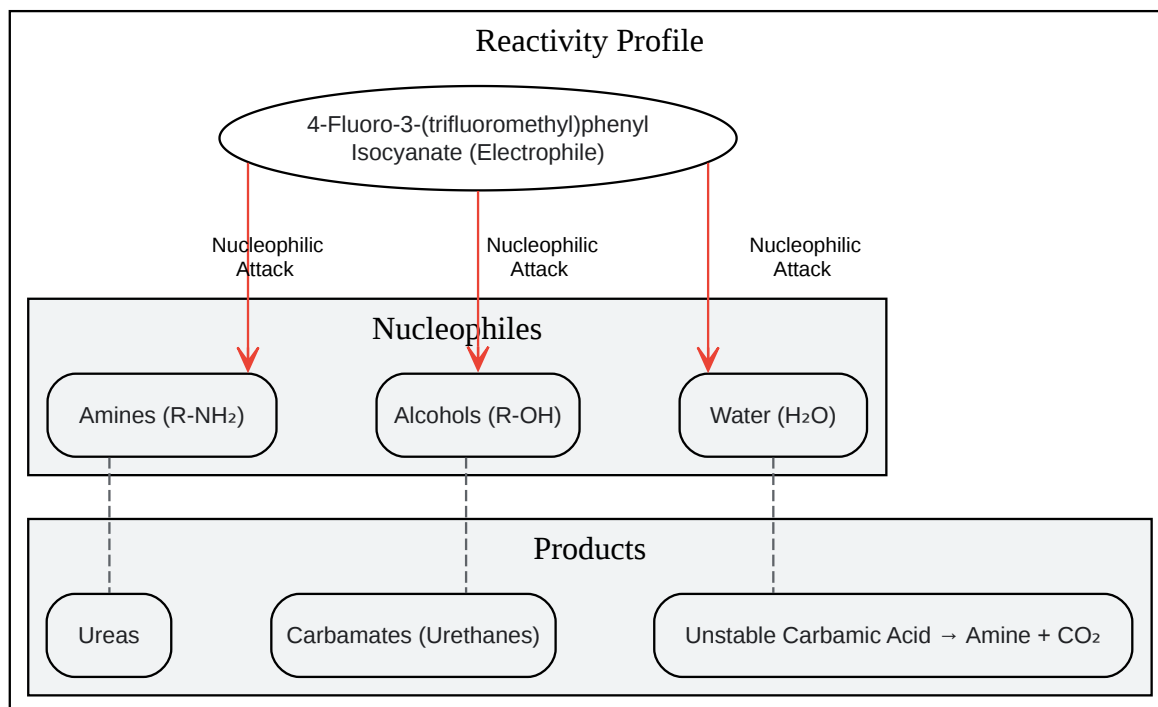 Reactivity Profile
4-Fluoro-3-(trifluoromethyl)phenyl
Isocyanate (Electrophile)
Nucleophilic
Attack
Nucleophilic
Attack
Nucleophilic
Attack
Nucleophiles
Amines (R-NH₂)
Alcohols (R-OH)
Water (H₂O)
Products
Ureas
Carbamates (Urethanes)
Unstable Carbamic Acid → Amine + CO₂